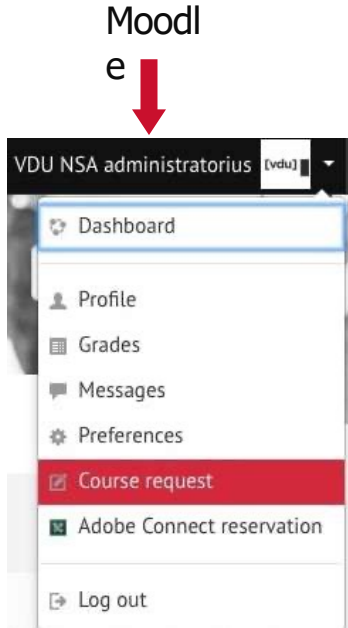 Moodl
e
VDU NSA administratorius [vdu]
Dashboard
Profile
Grades
Messages
Preferences
Course request
Adobe Connect reservation
Log out